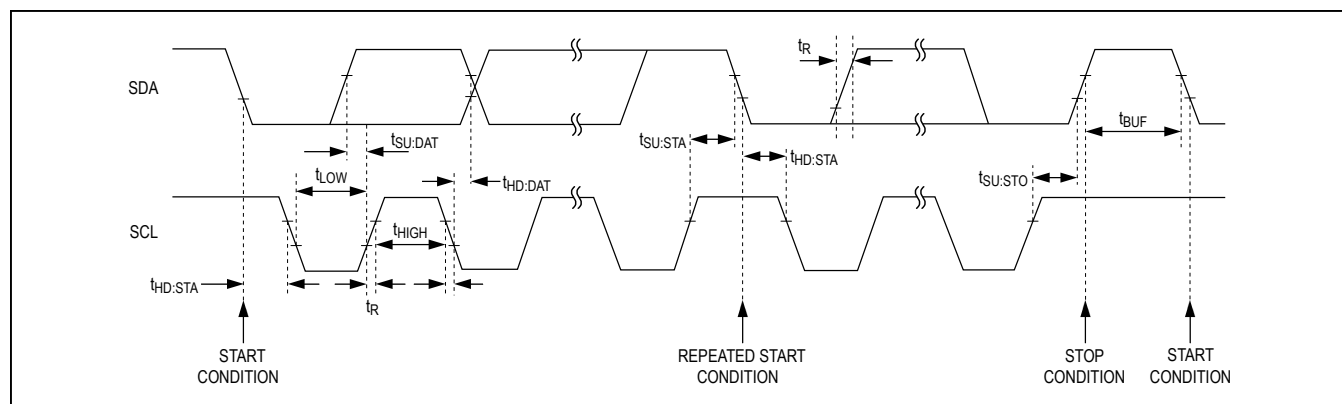 tR
SDA
tSU:DAT
tSU:STA
tBUF
tLOW
tHD:STA
tHD:DAT
tSU:STO
SCL
tHIGH
tHD:STA
tR
START
CONDITION
REPEATED START
CONDITION
STOP
CONDITION
START
CONDITION